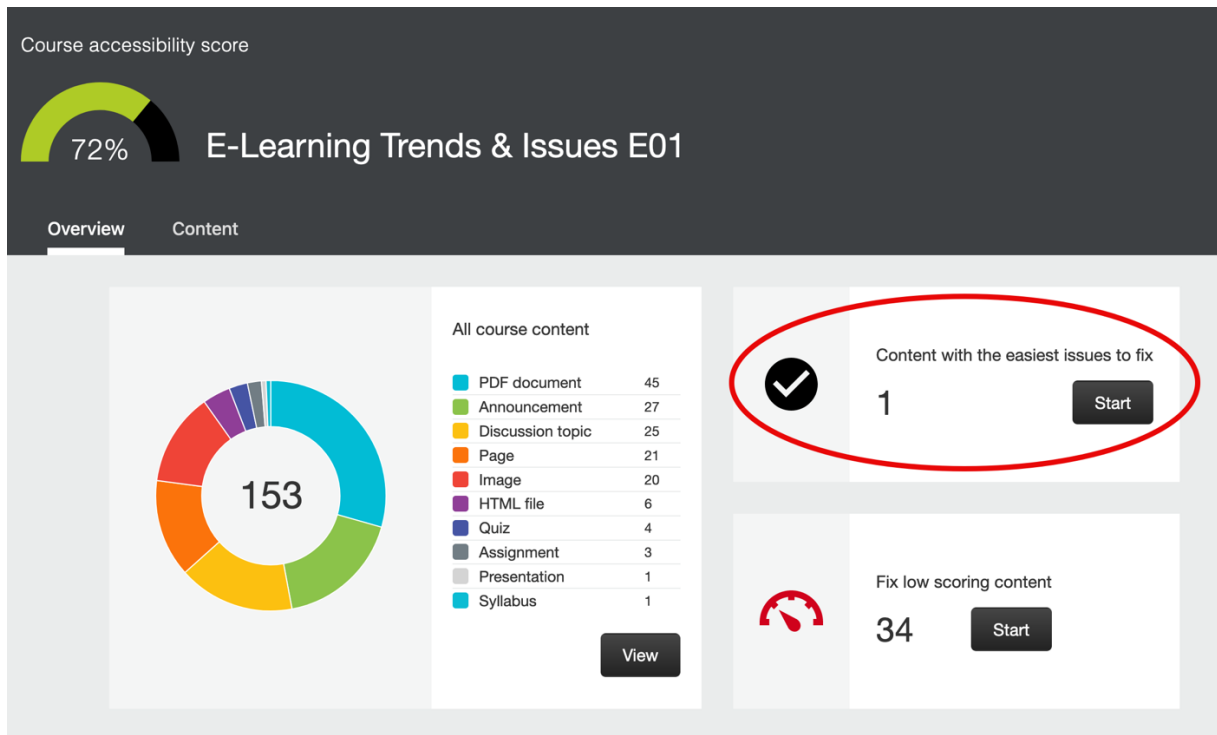 Course accessibility score
72%
E-Learning Trends & Issues E01
Overview Content
153
All course content
PDF document 45
Announcement 27
Discussion topic 25
Page 21
Image 20
HTML file 6
Quiz 4
Assignment 3
Presentation 1
Syllabus 1
View
Content with the easiest issues to fix
1 Start
Fix low scoring content
34 Start